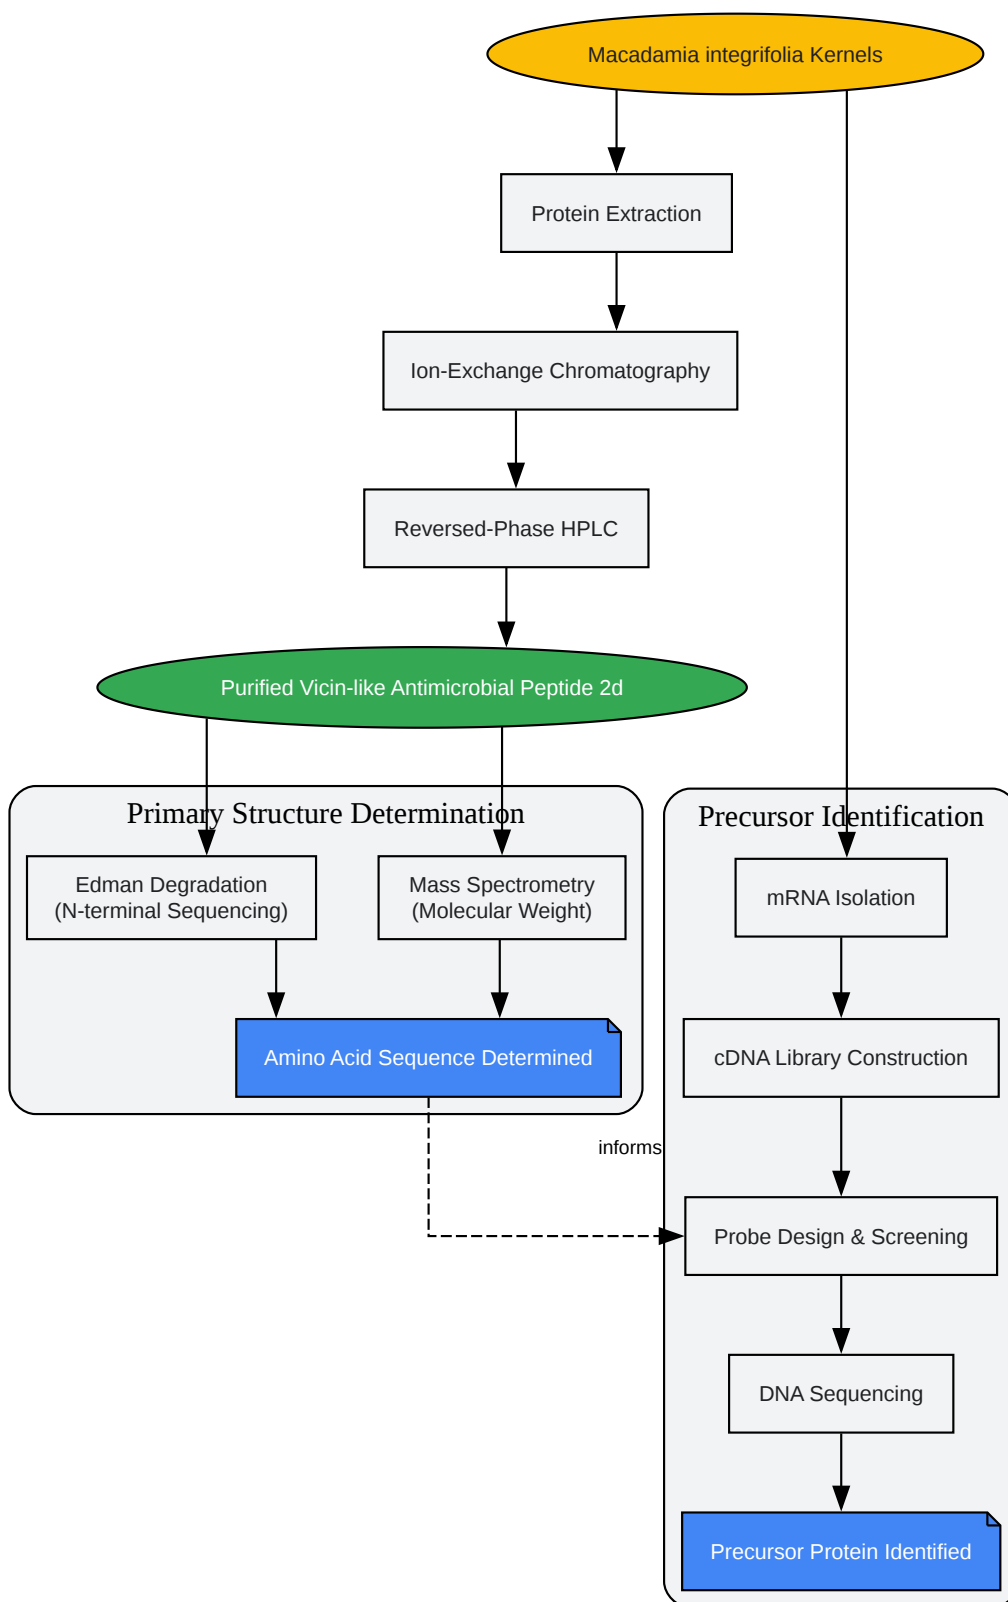 Macadamia integrifolia Kernels
Protein Extraction
Ion-Exchange Chromatography
Reversed-Phase HPLC
Purified Vicin-like Antimicrobial Peptide 2d
Primary Structure Determination
Edman Degradation
(N-terminal Sequencing)
Mass Spectrometry
(Molecular Weight)
Amino Acid Sequence Determined
informs
Precursor Identification
mRNA Isolation
cDNA Library Construction
Probe Design & Screening
DNA Sequencing
Precursor Protein Identified